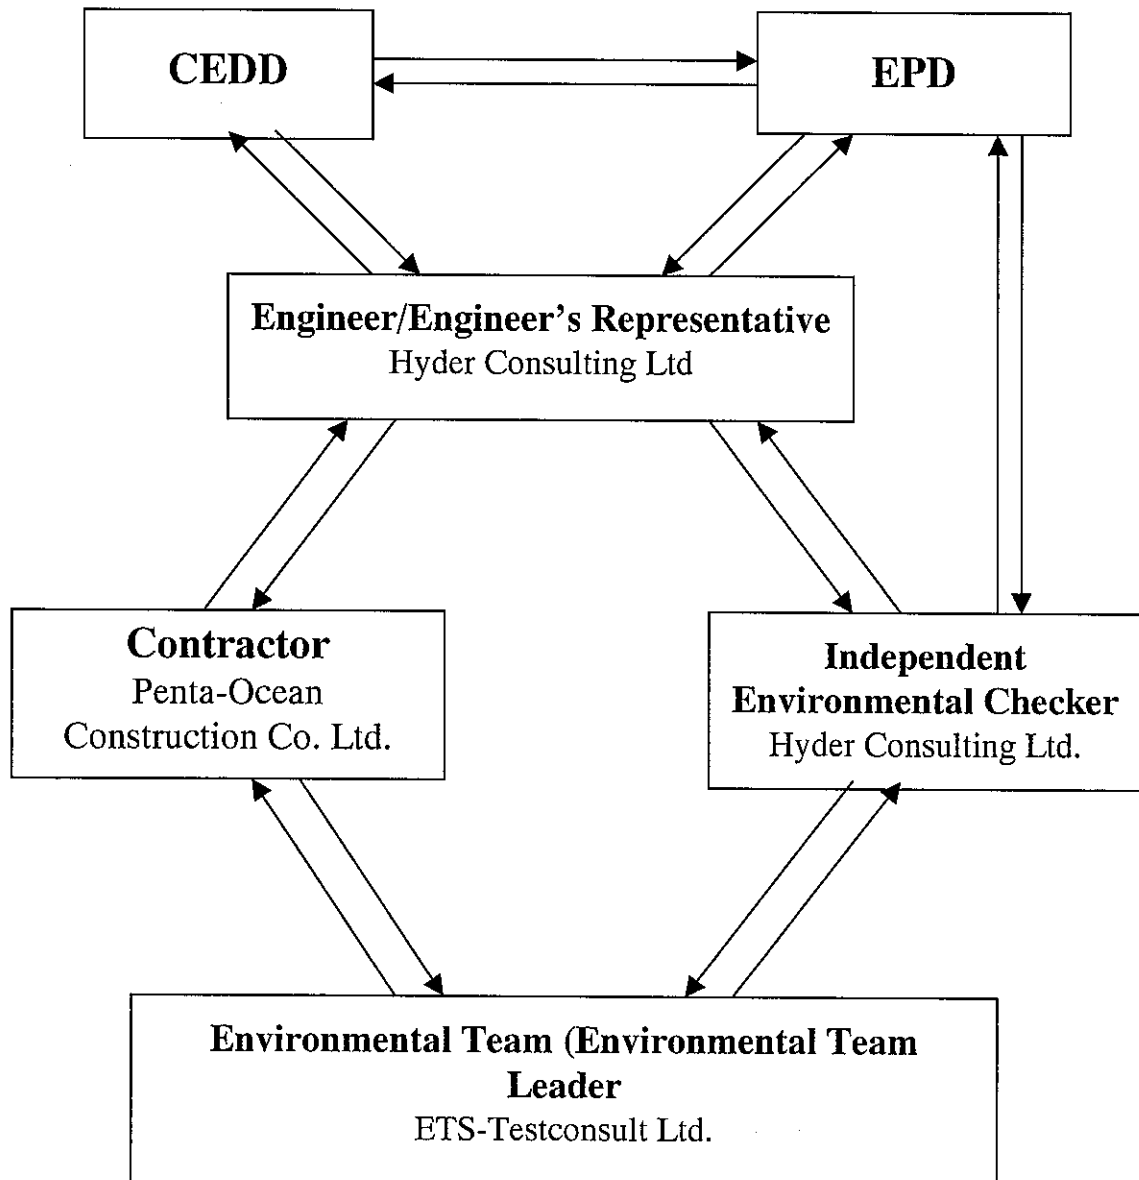 CEDD
EPD
Engineer/Engineer's Representative
Hyder Consulting Ltd
Contractor
Penta-Ocean
Construction Co. Ltd.
Independent
Environmental Checker
Hyder Consulting Ltd.
Environmental Team (Environmental Team
Leader
ETS-Testconsult Ltd.